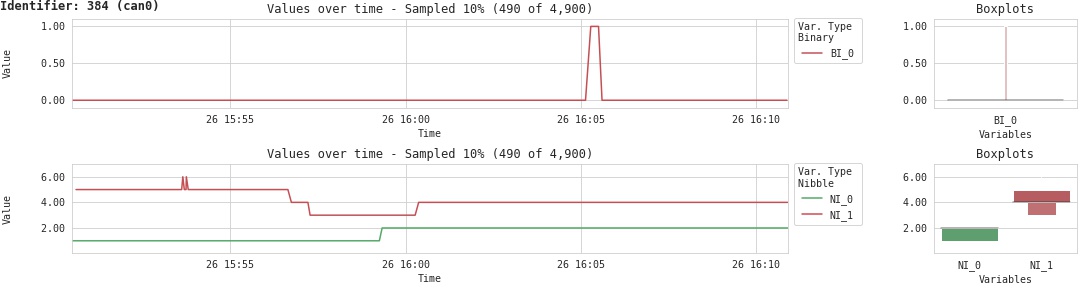 Identifier: 384 (can0)
Values over time - Sampled 10% (490 of 4,900)
Boxplots
Value
1.00
0.50
0.00
26 15:55
26 16:00
26 16:05
26 16:10
Time
Var. Type
Binary
BI_0
1.00
0.50
0.00
BI_0
Variables
Values over time - Sampled 10% (490 of 4,900)
Boxplots
Value
6.00
4.00
2.00
26 15:55
26 16:00
26 16:05
26 16:10
Time
Var. Type
Nibble
NI_0
NI_1
6.00
4.00
2.00
NI_0
NI_1
Variables